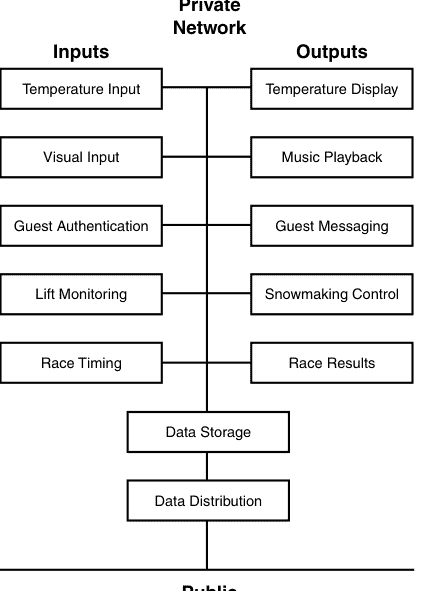 Private
Network
Inputs
Outputs
Temperature Input
Temperature Display
Visual Input
Music Playback
Guest Authentication
Guest Messaging
Lift Monitoring
Snowmaking Control
Race Timing
Race Results
Data Storage
Data Distribution
Public